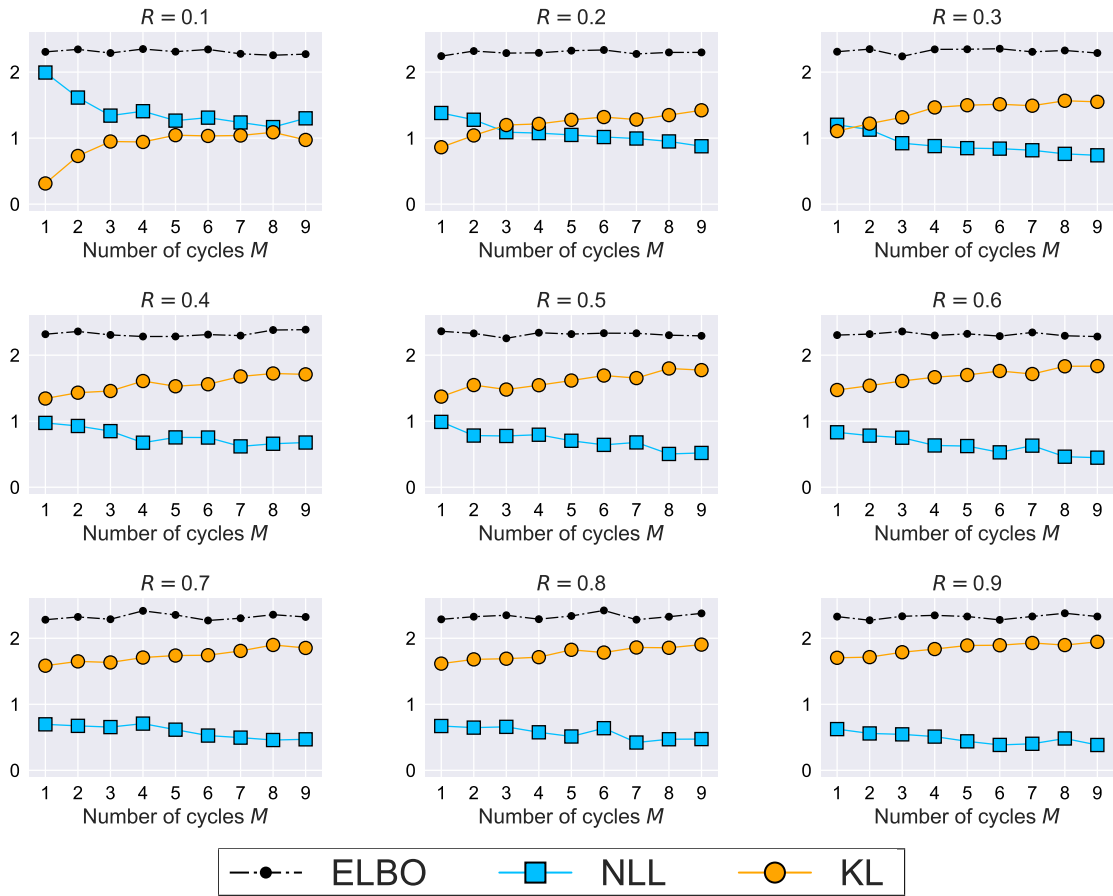 R = 0.1 R = 0.2 R = 0.3
2 2 2
1 1 1
0 0 0
1 2 3 4 5 6 7 8 9 1 2 3 4 5 6 7 8 9 1 2 3 4 5 6 7 8 9
Number of cycles M Number of cycles M Number of cycles M
R = 0.4 R = 0.5 R = 0.6
2 2 2
1 1 1
0 0 0
1 2 3 4 5 6 7 8 9 1 2 3 4 5 6 7 8 9 1 2 3 4 5 6 7 8 9
Number of cycles M Number of cycles M Number of cycles M
R = 0.7 R = 0.8 R = 0.9
2 2 2
1 1 1
0 0 0
1 2 3 4 5 6 7 8 9 1 2 3 4 5 6 7 8 9 1 2 3 4 5 6 7 8 9
Number of cycles M Number of cycles M Number of cycles M
ELBO NLL KL